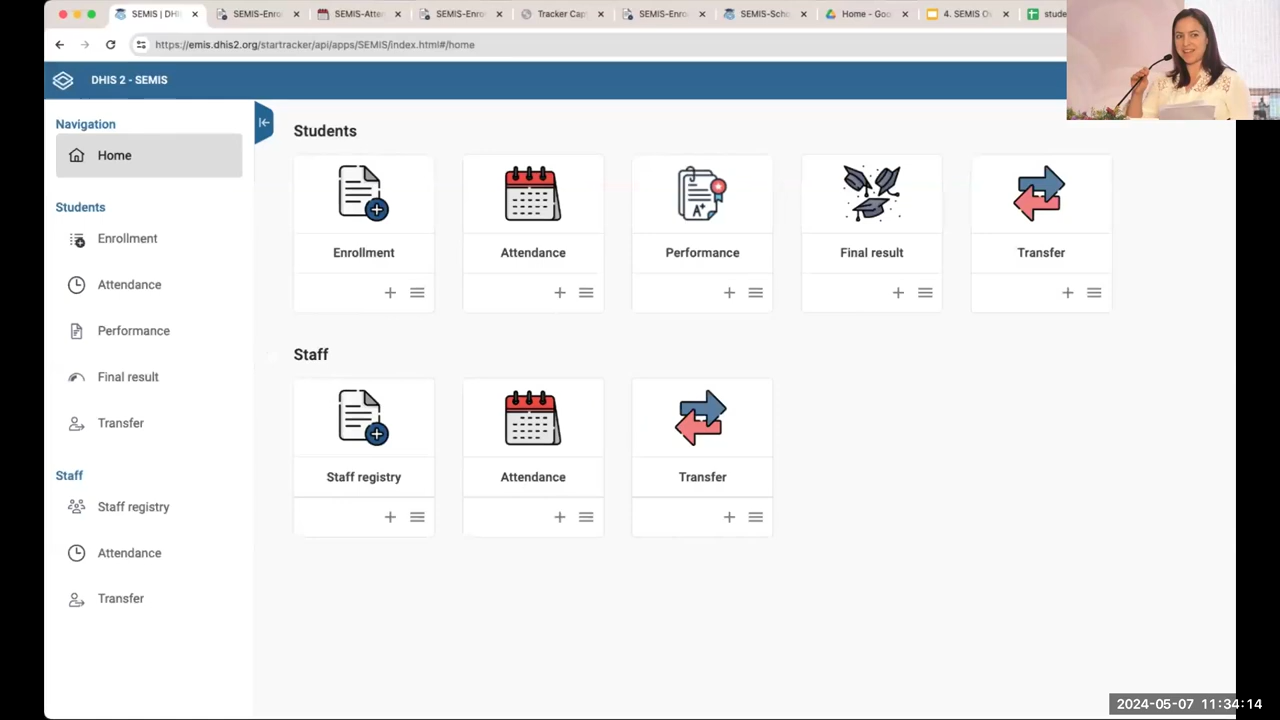 SEMIS | DHI
SEMIS-Enro
SEMIS-Atte
SEMIS-Enro
Tracker Cap
SEMIS-Enro
SEMIS-Sch
Home – Goo
4. SEMIS O
stude
https://emis.dhis2.org/startracker/api/apps/SEMIS/index.html#/home
DHIS 2 - SEMIS
Navigation
Home
Students
Enrollment
Attendance
Performance
Final result
Transfer
Staff
Staff registry
Attendance
Transfer
Students
Enrollment
Attendance
Performance
Final result
Transfer
A+
Staff
Staff registry
Attendance
Transfer
2024-05-07 11:34:14